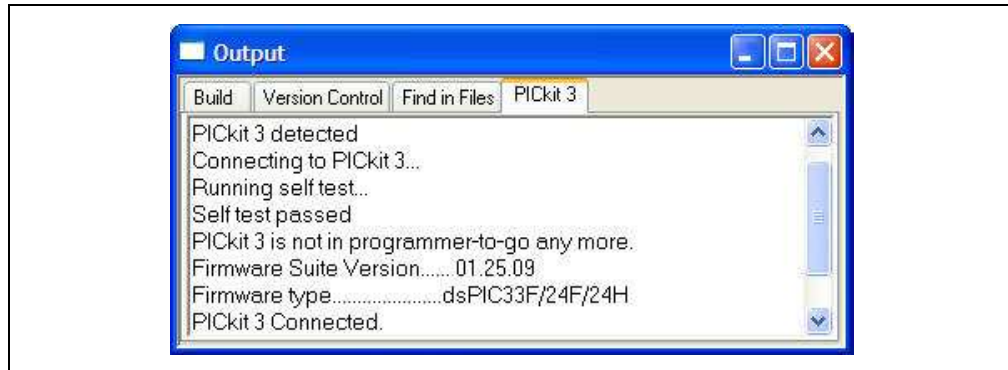 Output
Build Version Control Find in Files PICkit 3
PICkit 3 detected
Connecting to PICkit 3...
Running self test...
Self test passed
PICkit 3 is not in programmer-to-go any more.
Firmware Suite Version...... 01.25.09
Firmware type......................dsPIC33F/24F/24H
PICkit 3 Connected.